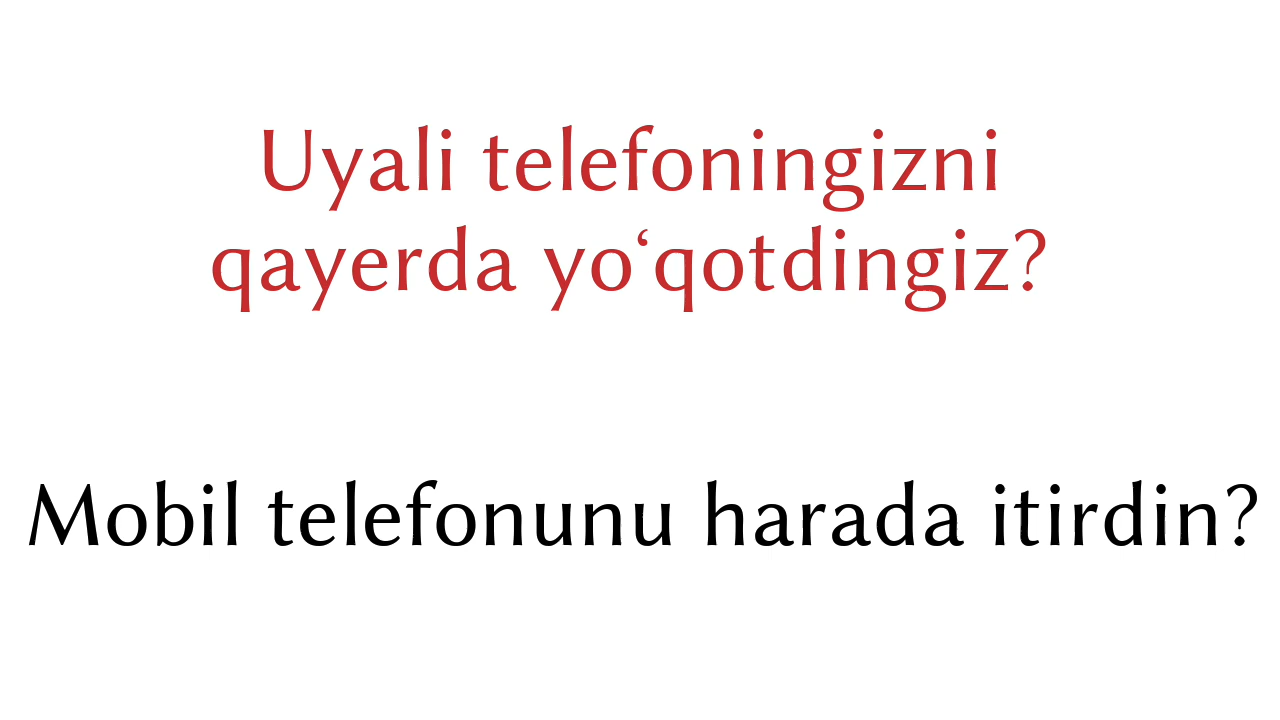 Uyali telefoningizni
qayerda yo‘qotdingiz?
Mobil telefonunu harada itirdin?